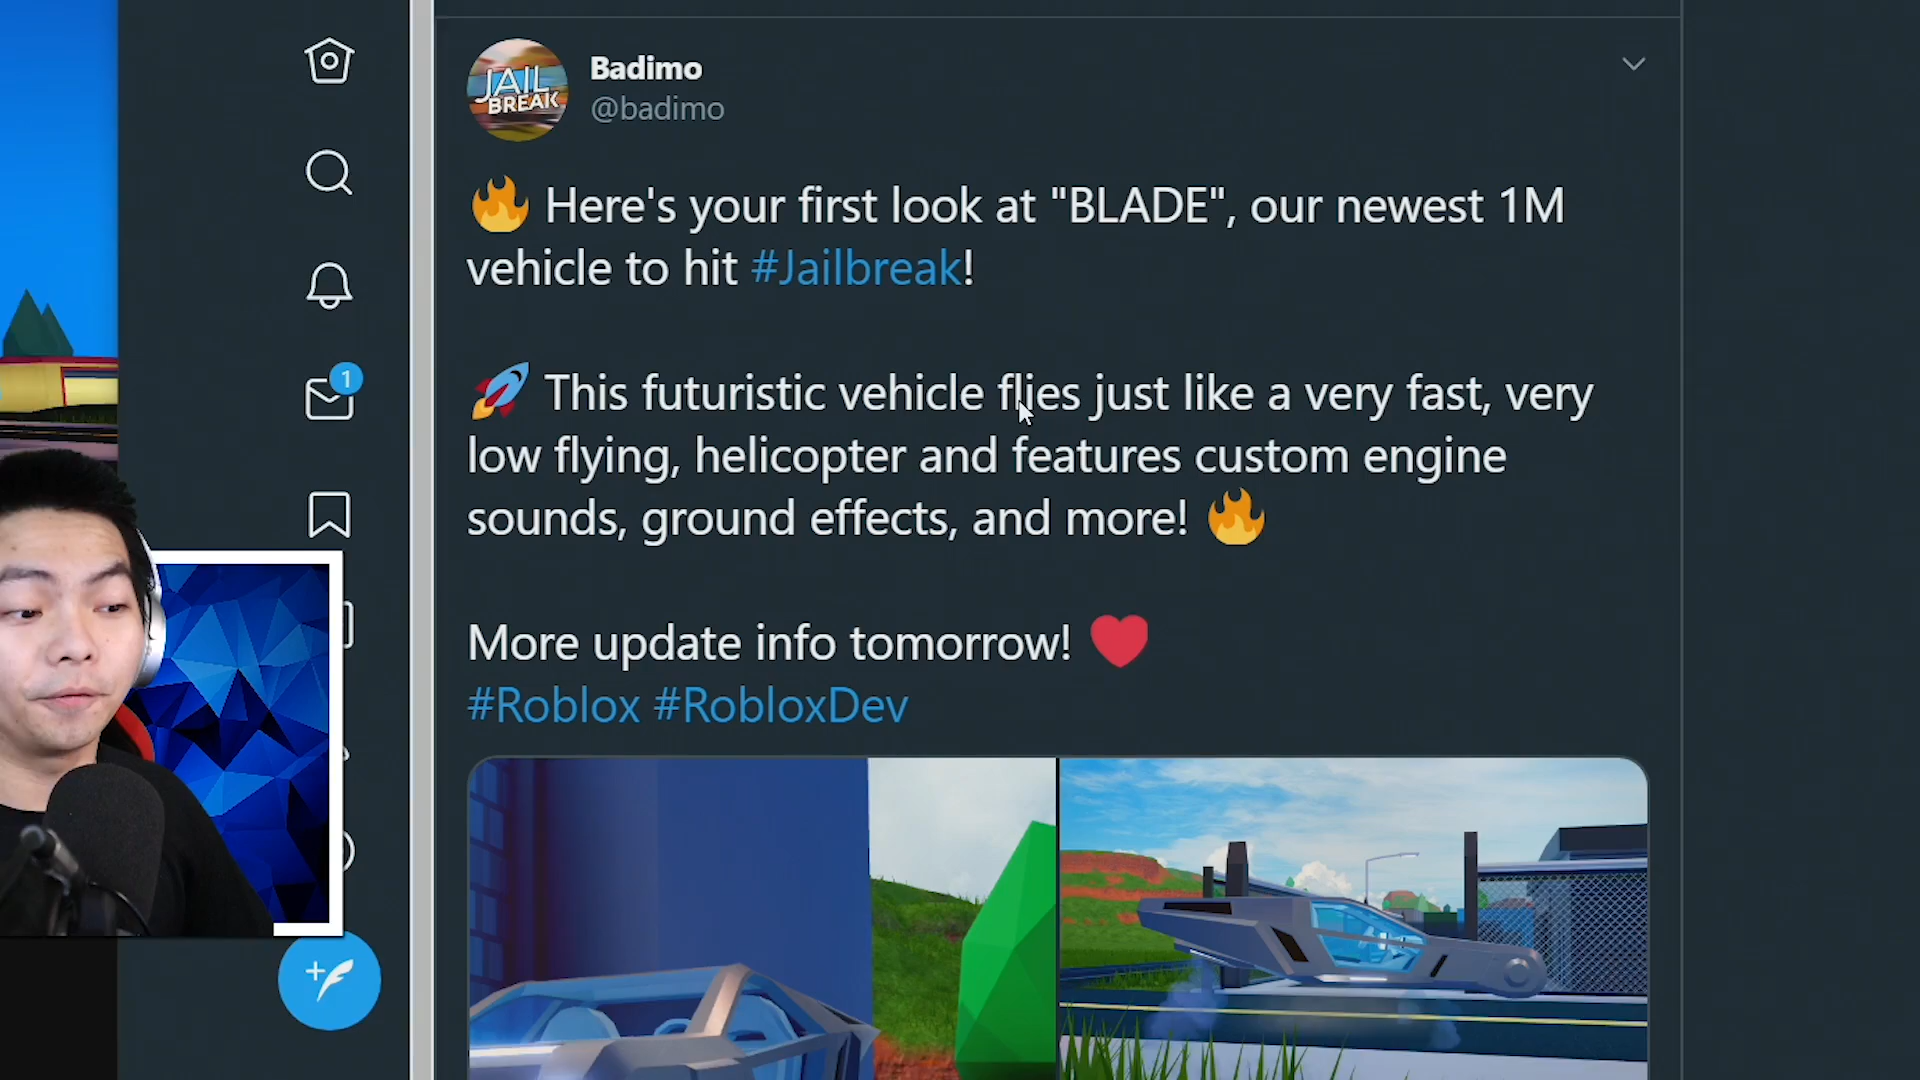 JAIL
BREAK
Badimo
@badimo
🔥 Here's your first look at "BLADE", our newest 1M
vehicle to hit #Jailbreak!
🚀 This futuristic vehicle flies just like a very fast, very
low flying, helicopter and features custom engine
sounds, ground effects, and more! 🔥
More update info tomorrow! ❤️
#Roblox #RobloxDev
1